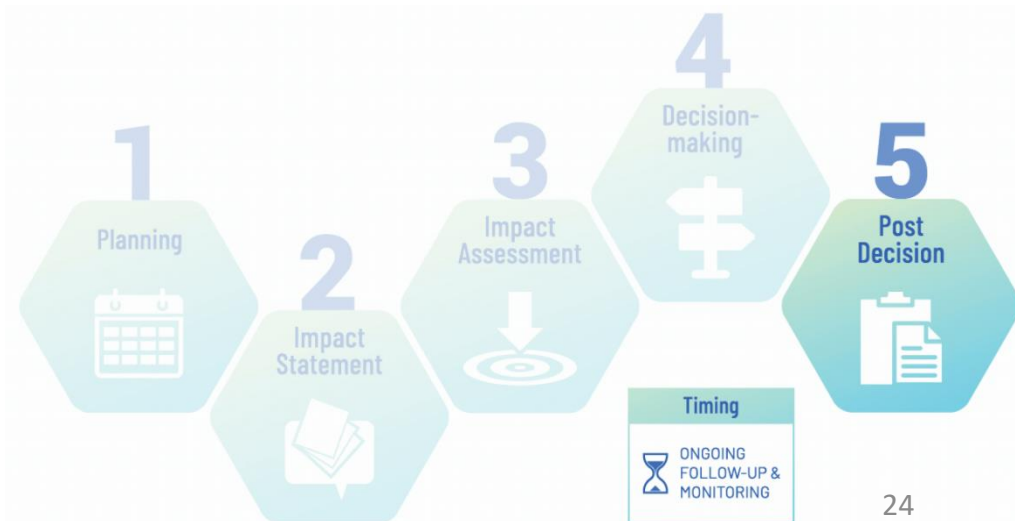 1
Planning
2
Impact
Statement
3
Impact
Assessment
4
Decision-
making
5
Post
Decision
Timing
ONGOING
FOLLOW-UP &
MONITORING
24